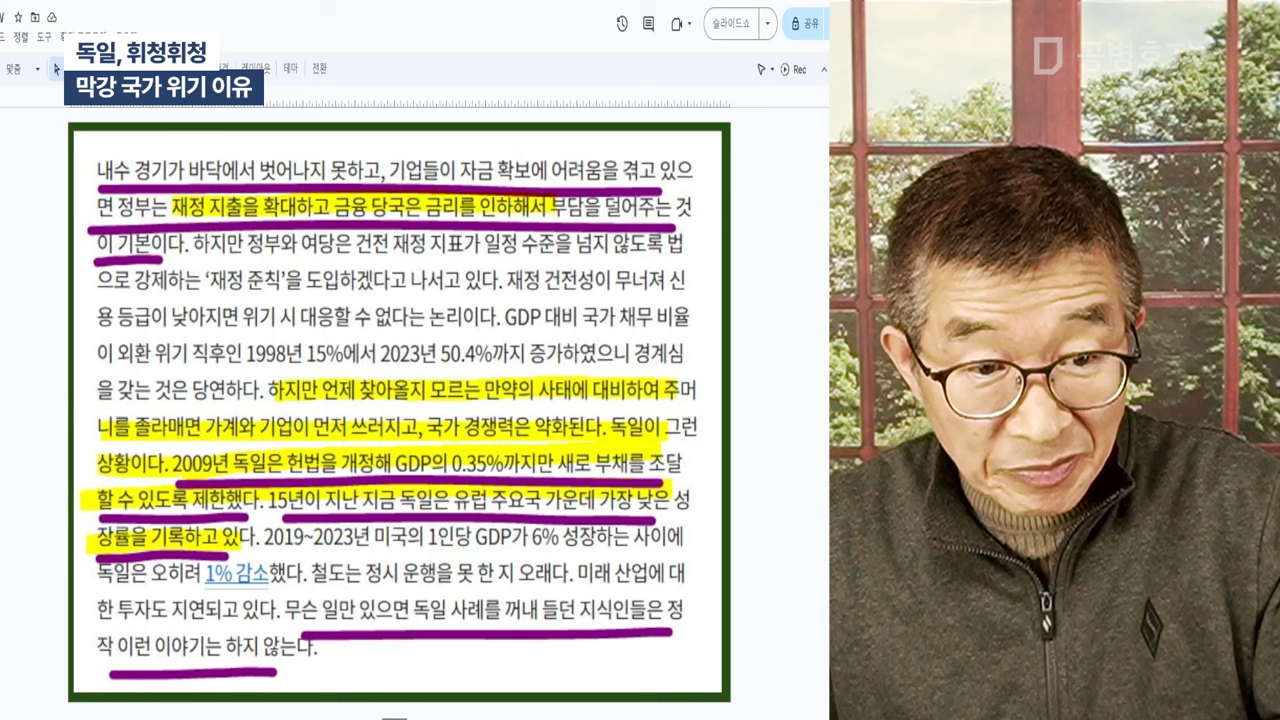 정렬 도구
슬라이드쇼
공유
독일, 휘청휘청
막강 국가 위기 이유
맞춤
레이아웃
테마
전환
Rec
공병호
내수 경기가 바닥에서 벗어나지 못하고, 기업들이 자금 확보에 어려움을 겪고 있으
면 정부는 재정 지출을 확대하고 금융 당국은 금리를 인하해서 부담을 덜어주는 것
이 기본이다. 하지만 정부와 여당은 건전 재정 지표가 일정 수준을 넘지 않도록 법
으로 강제하는 ‘재정 준칙’을 도입하겠다고 나서고 있다. 재정 건전성이 무너져 신
용 등급이 낮아지면 위기 시 대응할 수 없다는 논리이다. GDP 대비 국가 채무 비율
이 외환 위기 직후인 1998년 15%에서 2023년 50.4%까지 증가하였으니 경계심
을 갖는 것은 당연하다. 하지만 언제 찾아올지 모르는 만약의 사태에 대비하여 주머
니를 졸라매면 가계와 기업이 먼저 쓰러지고, 국가 경쟁력은 약화된다. 독일이 그런
상황이다. 2009년 독일은 헌법을 개정해 GDP의 0.35%까지만 새로 부채를 조달
할 수 있도록 제한했다. 15년이 지난 지금 독일은 유럽 주요국 가운데 가장 낮은 성
장률을 기록하고 있다. 2019~2023년 미국의 1인당 GDP가 6% 성장하는 사이에
독일은 오히려 1% 감소했다. 철도는 정시 운행을 못 한 지 오래다. 미래 산업에 대
한 투자도 지연되고 있다. 무슨 일만 있으면 독일 사례를 꺼내 들던 지식인들은 정
작 이런 이야기는 하지 않는다.